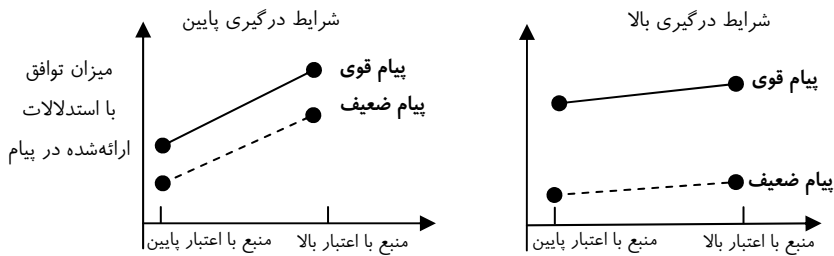 شرایط درگیری بالا
پیام قوی
پیام ضعیف
منبع با اعتبار بالا
منبع با اعتبار پایین
شرایط درگیری پایین
میزان توافق
با استدلالات
ارائه‌شده در پیام
پیام قوی
پیام ضعیف
منبع با اعتبار بالا
منبع با اعتبار پایین